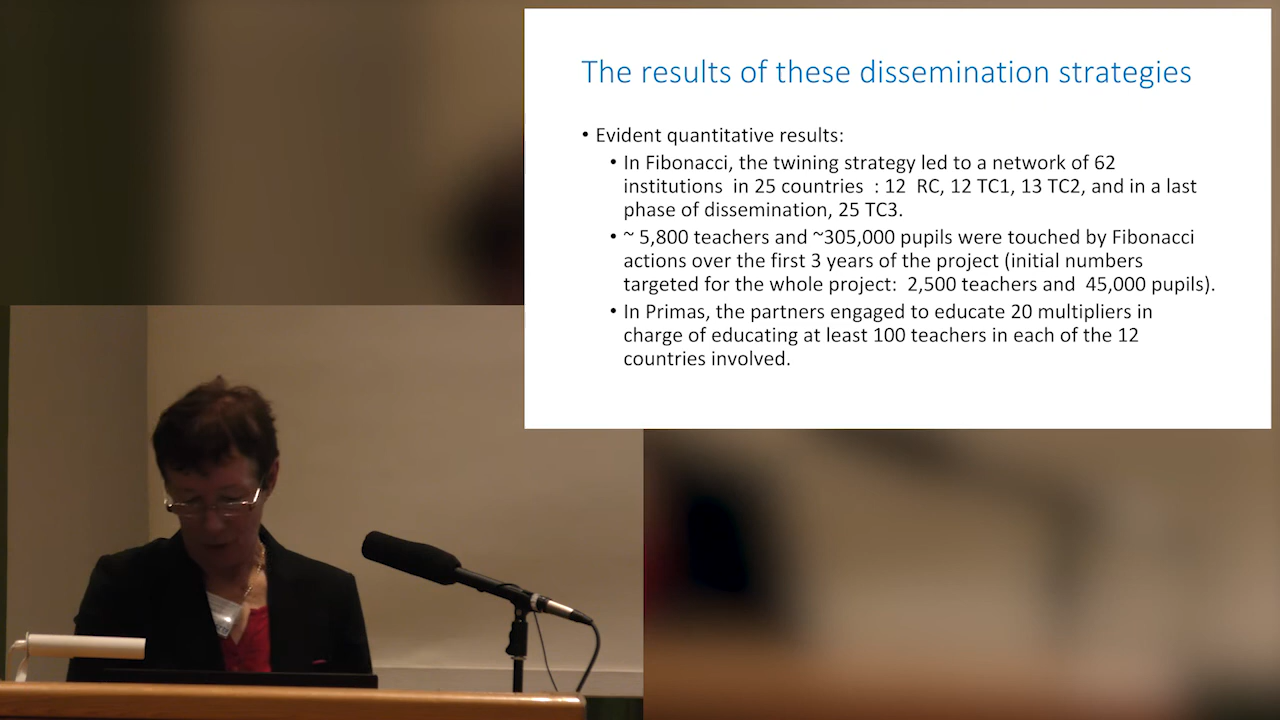 The results of these dissemination strategies
• Evident quantitative results:
• In Fibonacci, the twining strategy led to a network of 62
institutions in 25 countries : 12 RC, 12 TC1, 13 TC2, and in a last
phase of dissemination, 25 TC3.
• ~ 5,800 teachers and ~305,000 pupils were touched by Fibonacci
actions over the first 3 years of the project (initial numbers
targeted for the whole project: 2,500 teachers and 45,000 pupils).
• In Primas, the partners engaged to educate 20 multipliers in
charge of educating at least 100 teachers in each of the 12
countries involved.